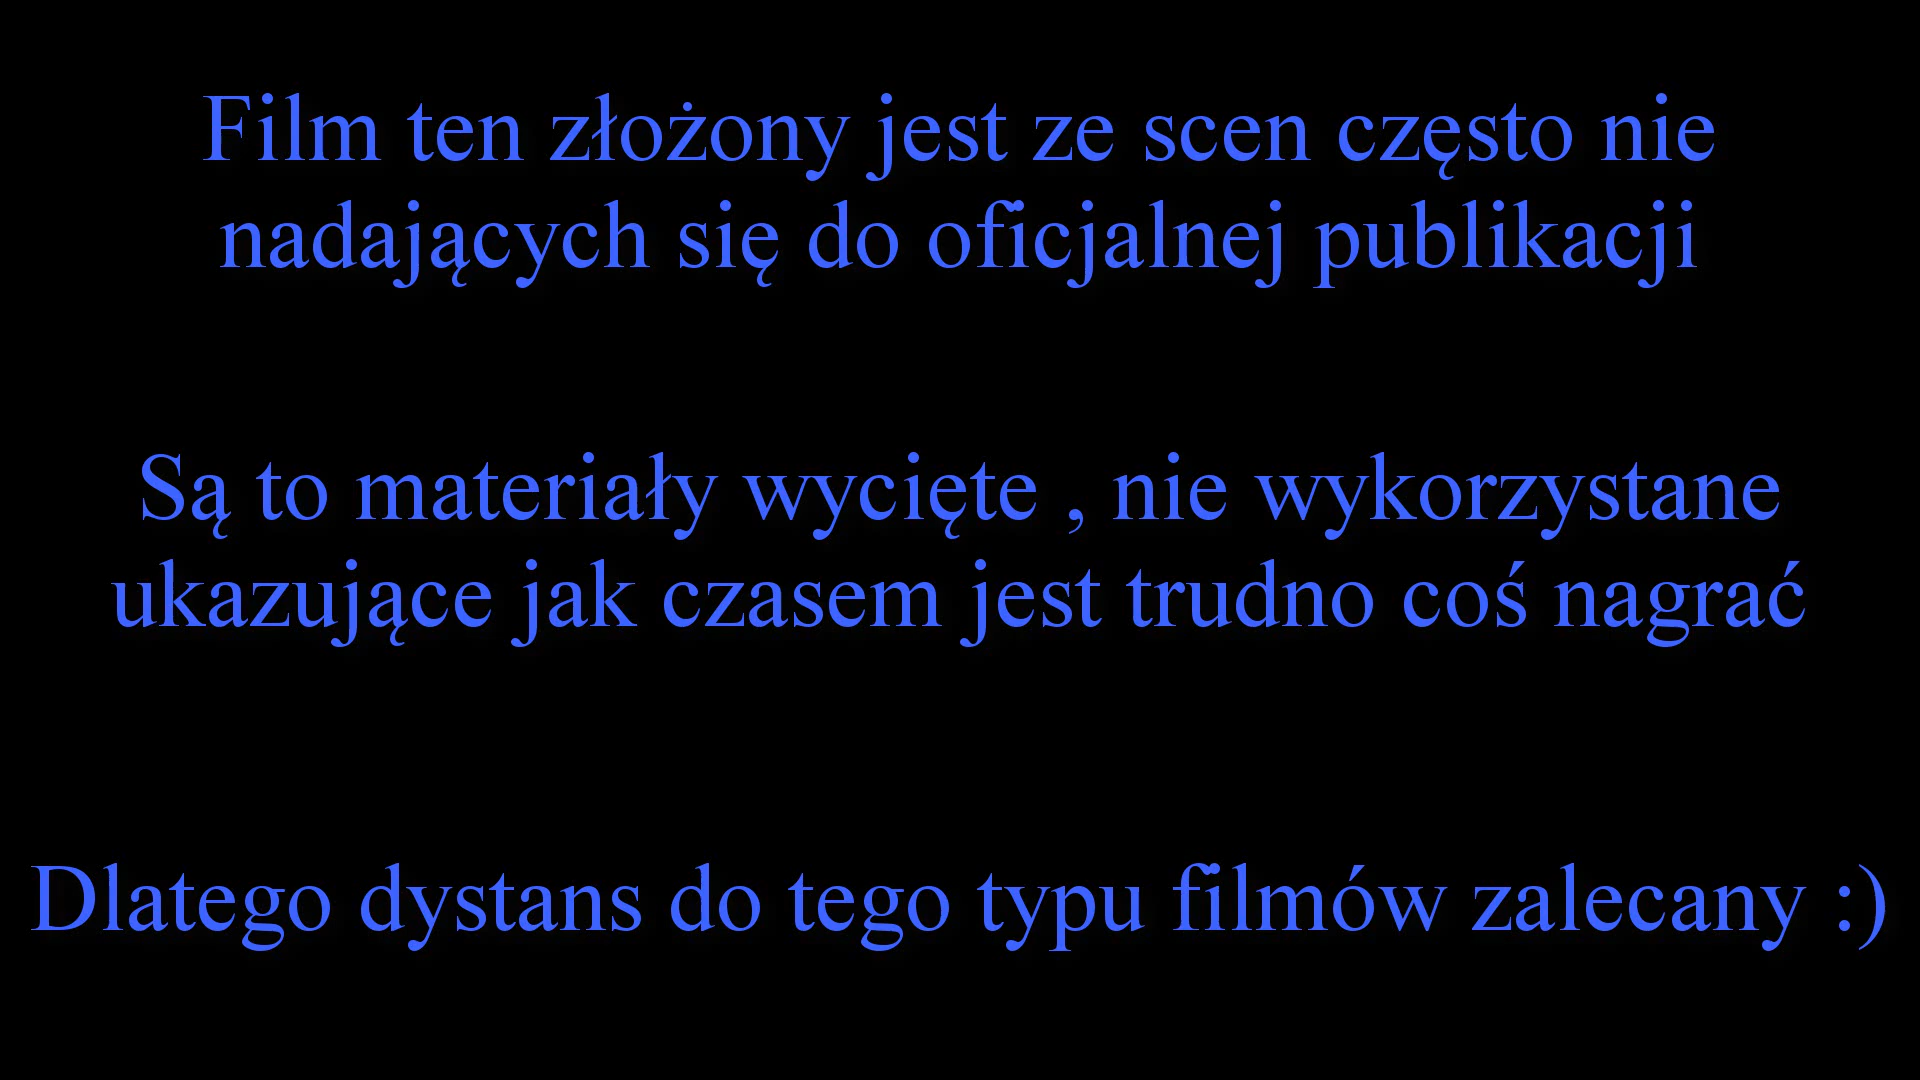 Film ten złożony jest ze scen często nie
nadających się do oficjalnej publikacji
Są to materiały wycięte , nie wykorzystane
ukazujące jak czasem jest trudno coś nagrać
Dlatego dystans do tego typu filmów zalecany :)